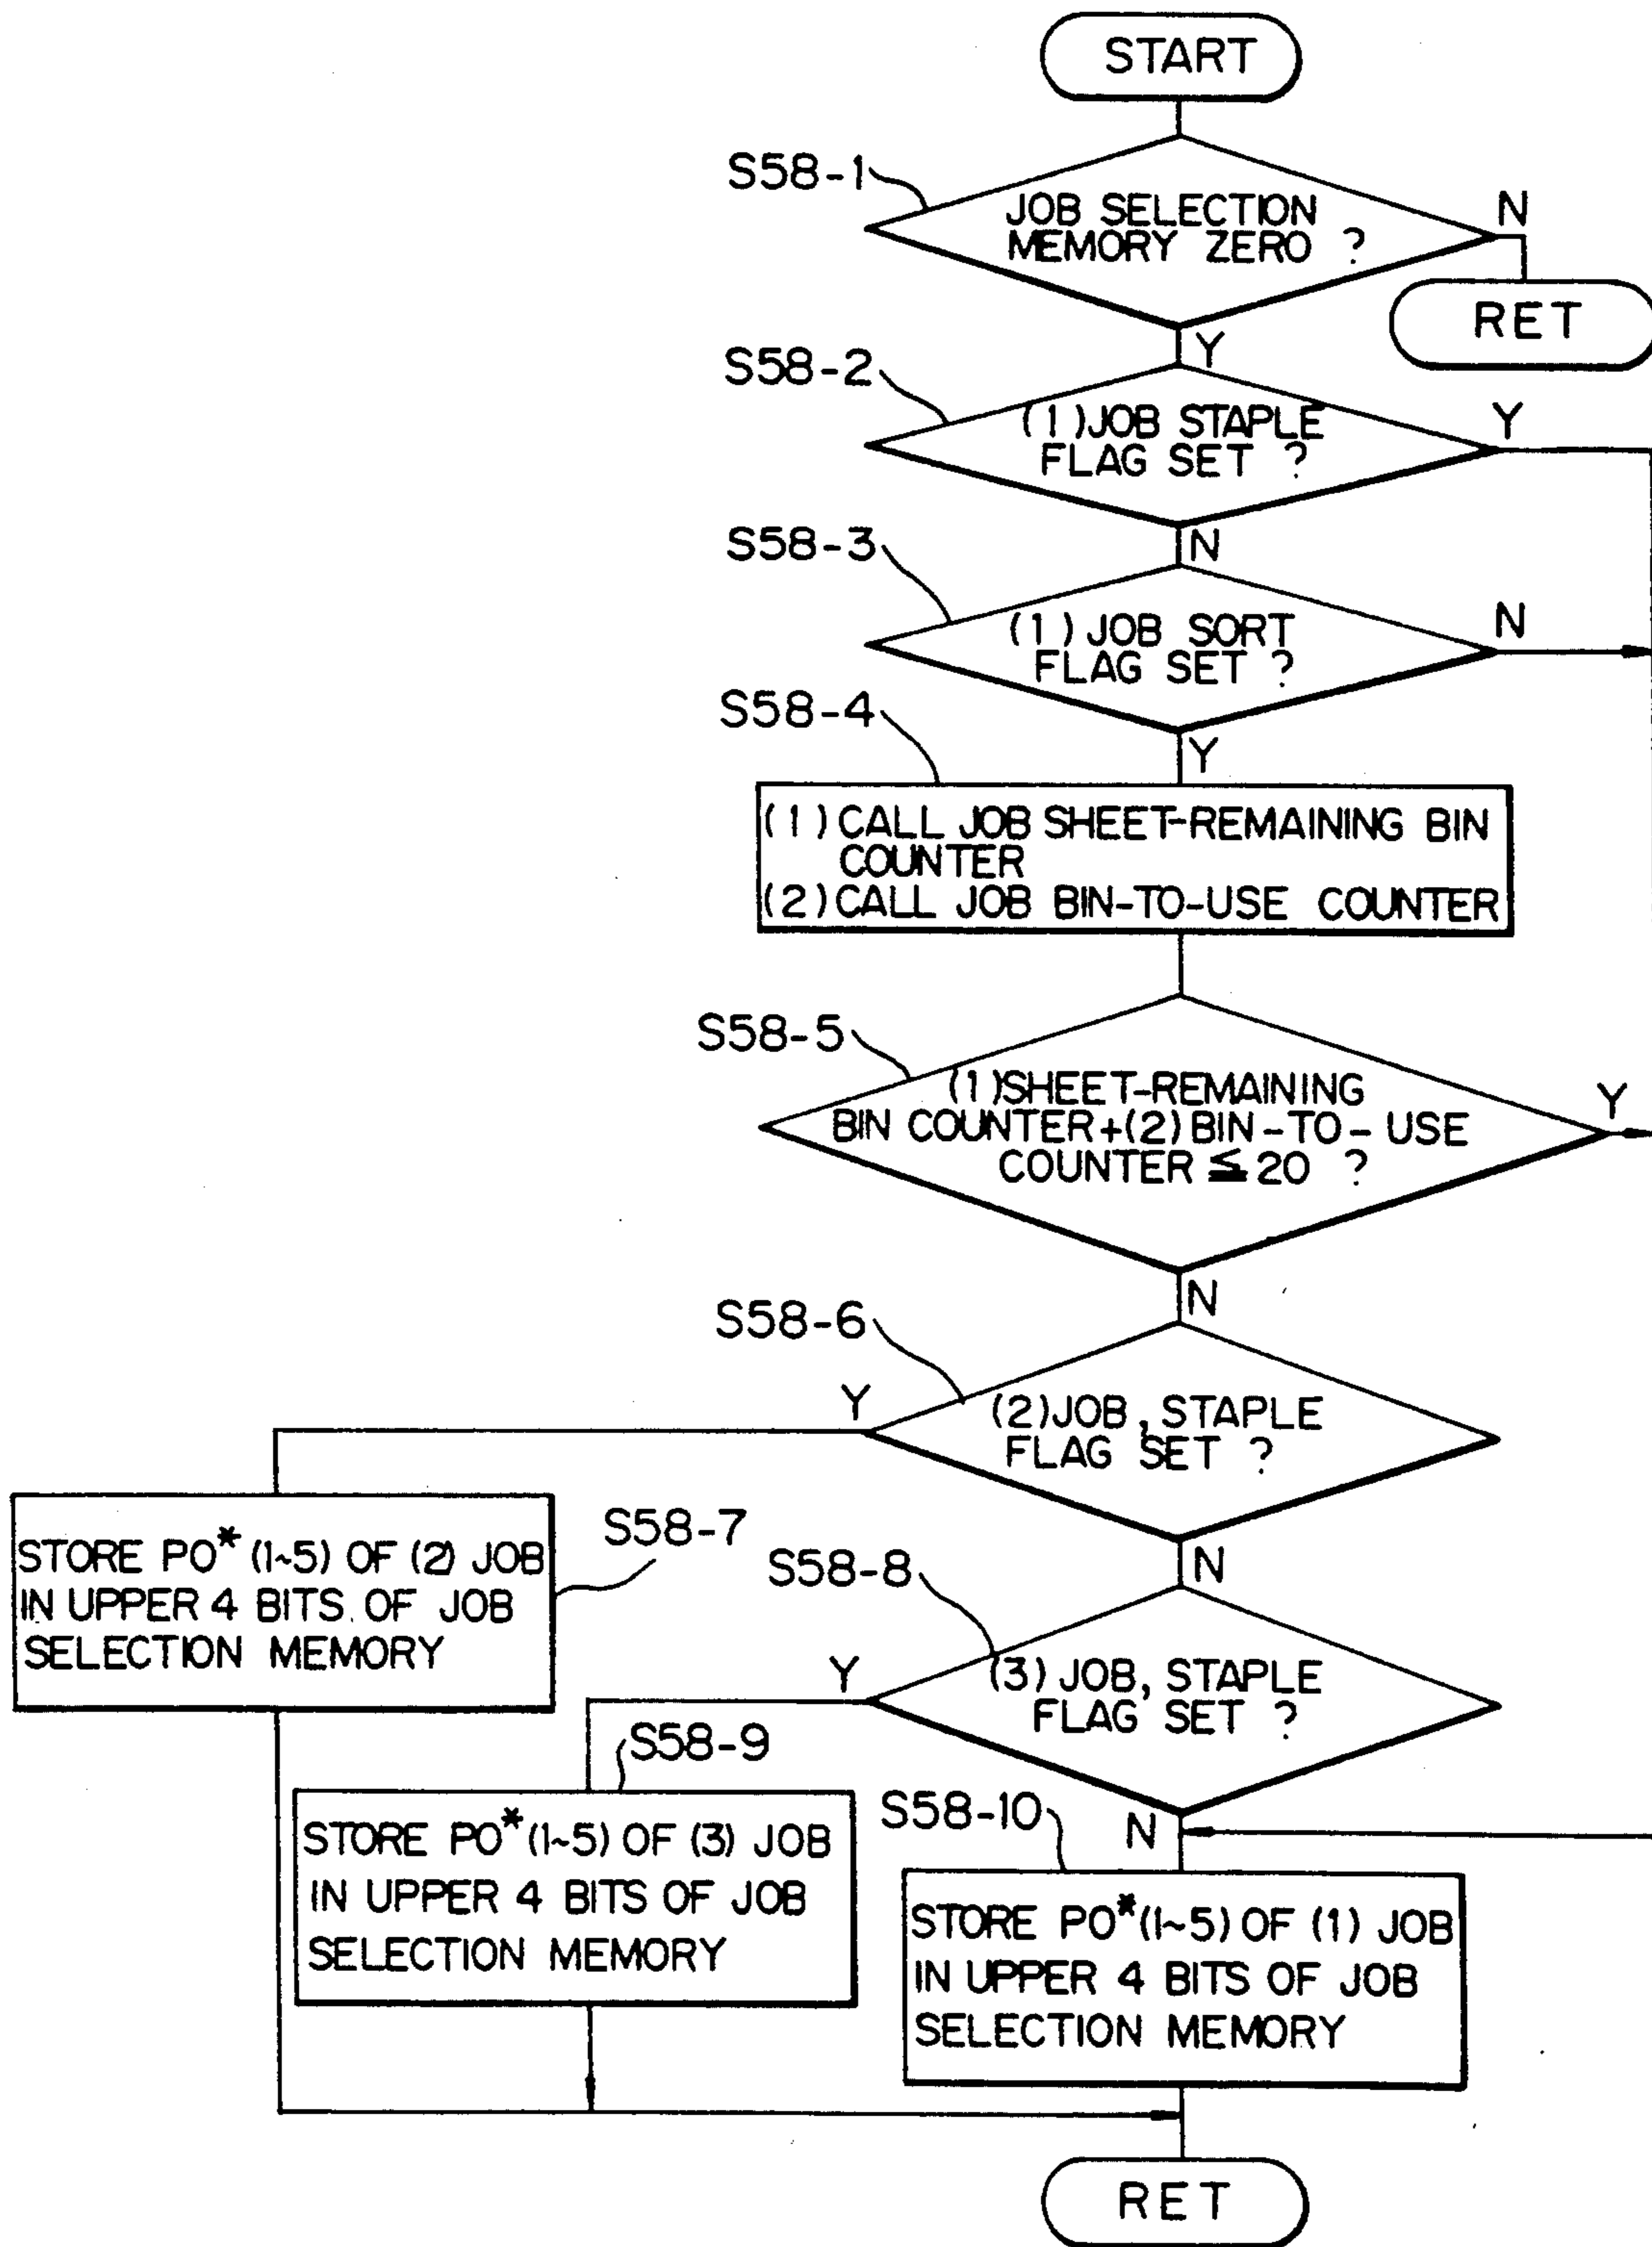 START
S58-1
JOB SELECTION
MEMORY ZERO ?
N
RET
Y
S58-2
(1) JOB STAPLE
FLAG SET ?
Y
N
S58-3
(1) JOB SORT
FLAG SET ?
N
Y
S58-4
(1) CALL JOB SHEET-REMAINING BIN
COUNTER
(2) CALL JOB BIN-TO-USE COUNTER
S58-5
(1) SHEET-REMAINING
BIN COUNTER+(2) BIN-TO-USE
COUNTER ≦ 20 ?
Y
N
S58-6
(2) JOB, STAPLE
FLAG SET ?
Y
N
S58-7
STORE PO* (1~5) OF (2) JOB
IN UPPER 4 BITS OF JOB
SELECTION MEMORY
S58-8
(3) JOB, STAPLE
FLAG SET ?
Y
N
S58-9
STORE PO* (1~5) OF (3) JOB
IN UPPER 4 BITS OF JOB
SELECTION MEMORY
S58-10
STORE PO* (1~5) OF (1) JOB
IN UPPER 4 BITS OF JOB
SELECTION MEMORY
RET